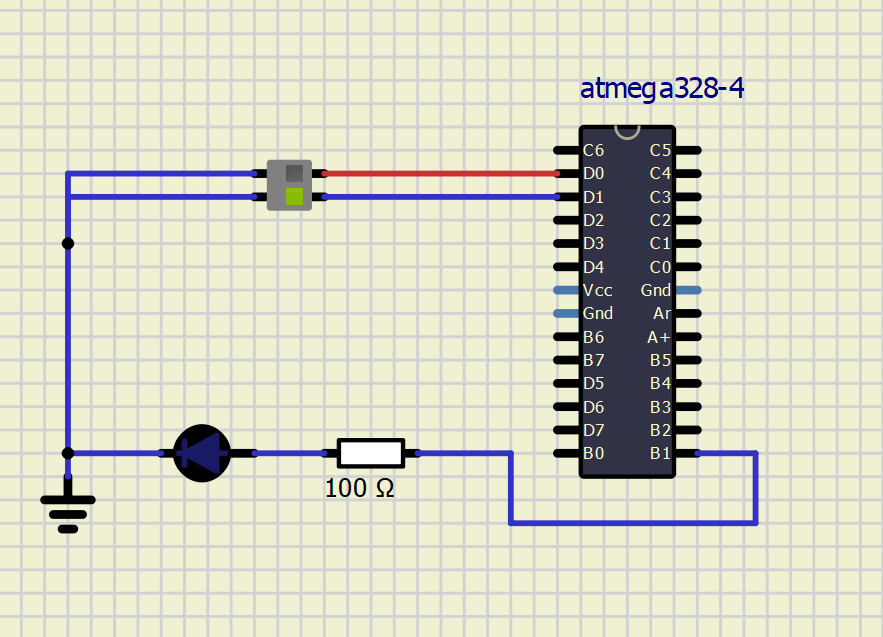 atmega328-4
C6 C5
D0 C4
D1 C3
D2 C2
D3 C1
D4 C0
Vcc Gnd
Gnd Ar
B6 A+
B7 B5
D5 B4
D6 B3
D7 B2
B0 B1
100 Ω